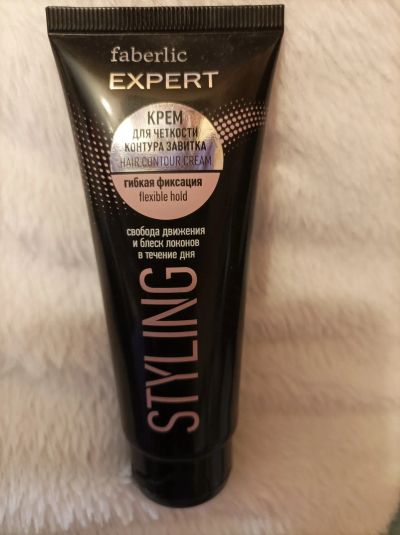 faberlic
EXPERT
КРЕМ
ДЛЯ ЧЕТКОСТИ
КОНТУРА ЗАВИТКА
HAIR CONTOUR CREAM
гибкая фиксация
flexible hold
свобода движения
и блеск локонов
в течение дня
STYLING